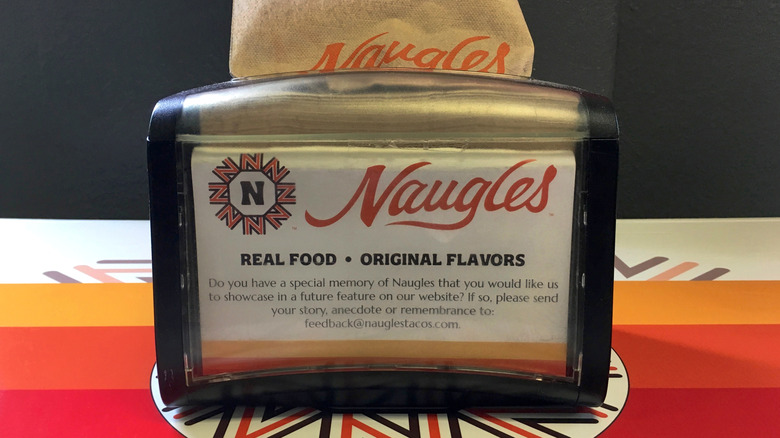 Naugles
N
Naugles
REAL FOOD • ORIGINAL FLAVORS
Do you have a special memory of Naugles that you would like us
to showcase in a future feature on our website? If so, please send
your story, anecdote or remembrance to:
feedback@nauglestacos.com.